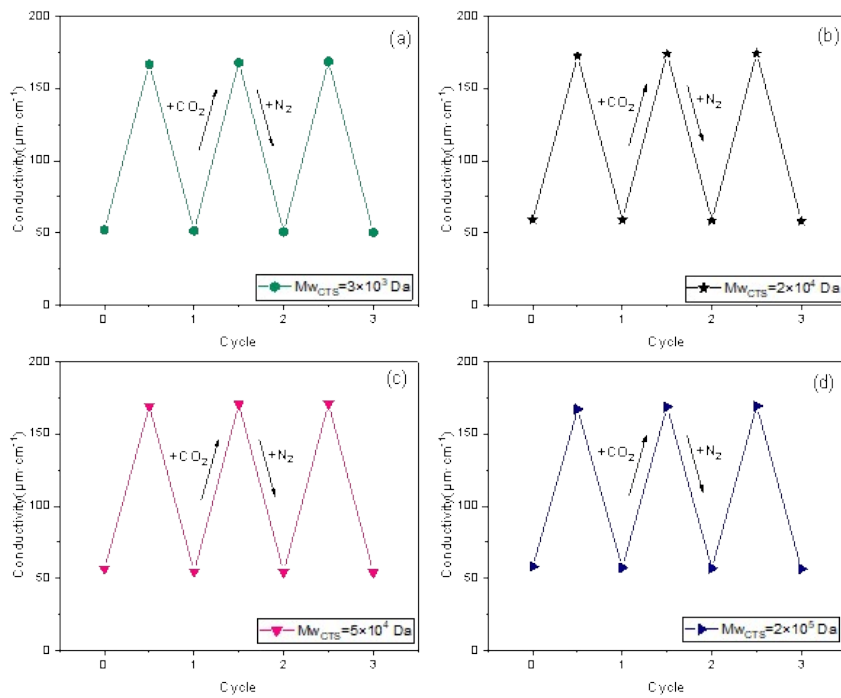 (a)
200
150
100
50
0
Conductivity(μm·cm⁻¹)
+CO₂
+N₂
Mw_CTS=3×10³ Da
0 1 2 3
Cycle
(b)
200
150
100
50
0
Conductivity(μm·cm⁻¹)
+CO₂
+N₂
Mw_CTS=2×10⁴ Da
0 1 2 3
Cycle
(c)
200
150
100
50
0
Conductivity(μm·cm⁻¹)
+CO₂
+N₂
Mw_CTS=5×10⁴ Da
0 1 2 3
Cycle
(d)
200
150
100
50
0
Conductivity(μm·cm⁻¹)
+CO₂
+N₂
Mw_CTS=2×10⁵ Da
0 1 2 3
Cycle